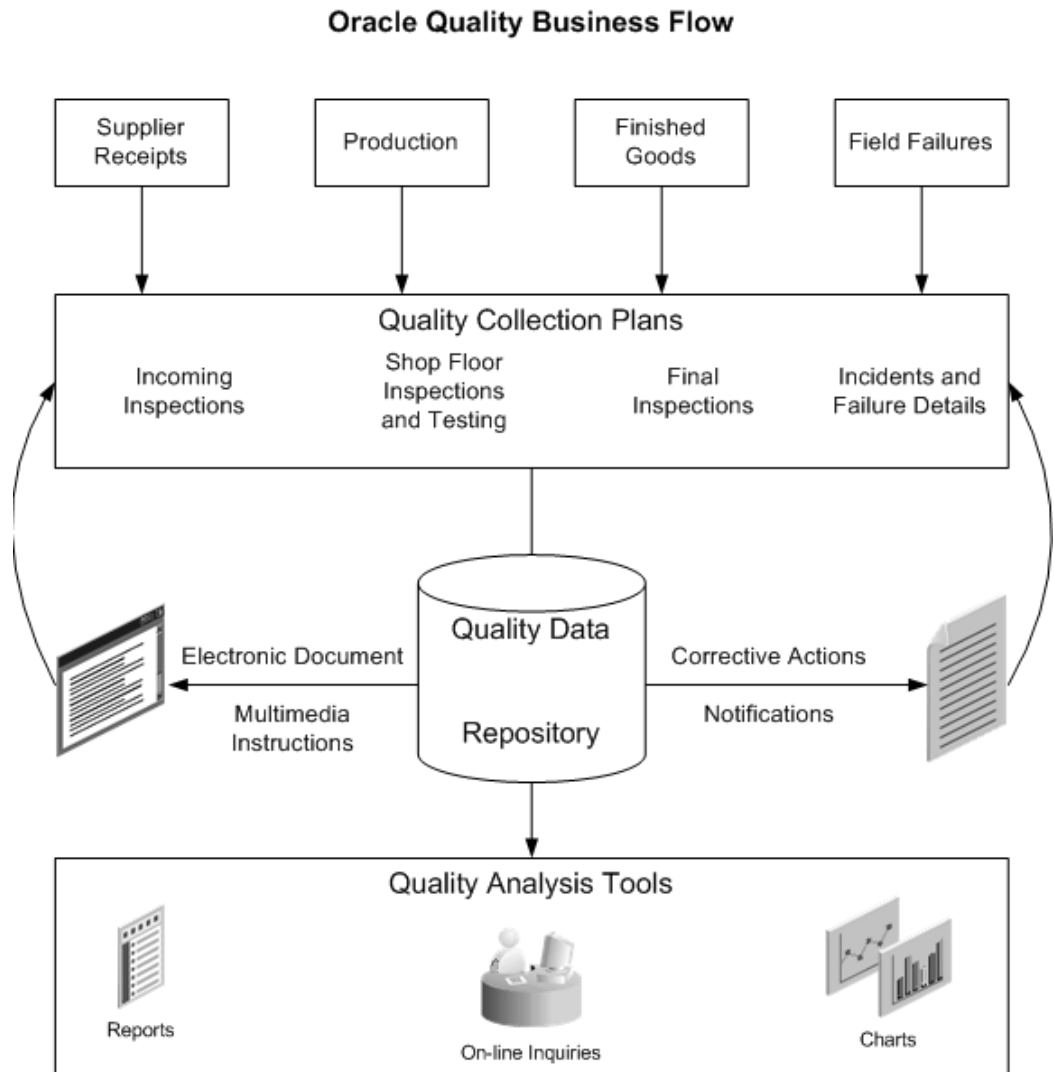 Oracle Quality Business Flow
Supplier
Receipts
Production
Finished
Goods
Field Failures
Quality Collection Plans
Incoming
Inspections
Shop Floor
Inspections
and Testing
Final
Inspections
Incidents and
Failure Details
Quality Data
Repository
Electronic Document
Multimedia
Instructions
Corrective Actions
Notifications
Quality Analysis Tools
Reports
On-line Inquiries
Charts